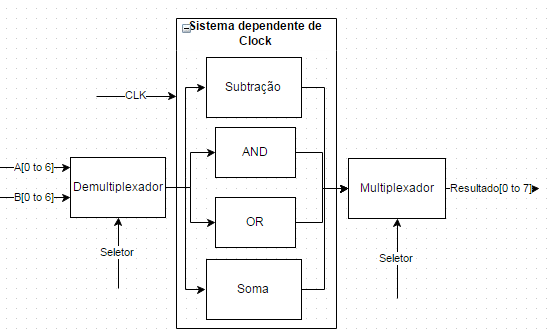 Sistema dependente de
Clock
Subtração
CLK
AND
A[0 to 6]
B[0 to 6]
Demultiplexador
Multiplexador
Resultado[0 to 7]
OR
Seletor
Seletor
Soma